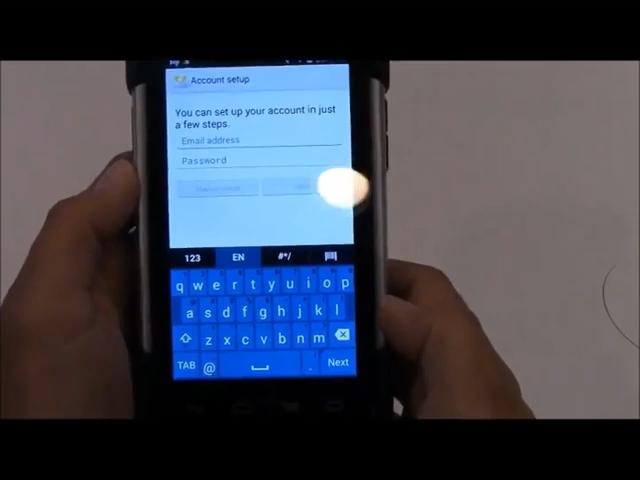 Account setup
You can set up your account in just
a few steps.
Email address
Password
123 EN #*/
q w e r t y u i o p
a s d f g h j k l
z x c v b n m
TAB @ . Next